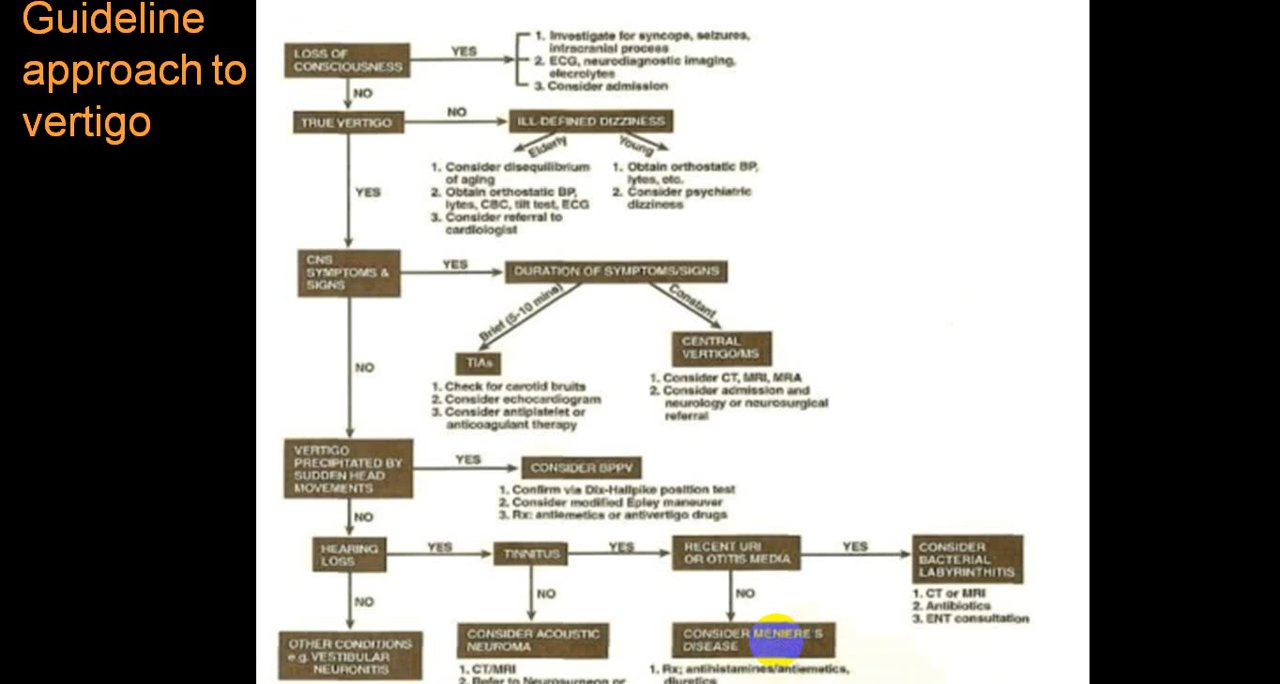 Guideline
approach to
vertigo
LOSS OF
CONSCIOUSNESS
YES
1. Investigate for syncope, seizures,
intracranial process
2. ECG, neurodiagnostic imaging,
elecrolytes
3. Consider admission
NO
TRUE VERTIGO
NO
ILL-DEFINED DIZZINESS
Elderly
Young
1. Consider disequilibrium
of aging
2. Obtain orthostatic BP,
lytes, CBC, tilt test, ECG
3. Consider referral to
cardiologist
1. Obtain orthostatic BP,
lytes, etc.
2. Consider psychiatric
dizziness
YES
CNS
SYMPTOMS &
SIGNS
YES
DURATION OF SYMPTOMS/SIGNS
Brief (5-10 mins)
Constant
TIAs
1. Check for carotid bruits
2. Consider echocardiogram
3. Consider antiplatelet or
anticoagulant therapy
CENTRAL
VERTIGO/MS
1. Consider CT, MRI, MRA
2. Consider admission and
neurology or neurosurgical
referral
NO
VERTIGO
PRECIPITATED BY
SUDDEN HEAD
MOVEMENTS
YES
CONSIDER BPPV
1. Confirm via Dix-Hallpike position test
2. Consider modified Epley maneuver
3. Rx: antiemetics or antivertigo drugs
NO
HEARING
LOSS
YES
TINNITUS
YES
RECENT URI
OR OTITIS MEDIA
YES
CONSIDER
BACTERIAL
LABYRINTHITIS
1. CT or MRI
2. Antibiotics
3. ENT consultation
NO
NO
NO
OTHER CONDITIONS
e.g. VESTIBULAR
NEURONITIS
CONSIDER ACOUSTIC
NEUROMA
1. CT/MRI
2. Refer to Neurosurgeon or
CONSIDER MENIERE'S
DISEASE
1. Rx; antihistamines/antiemetics,
diuretics